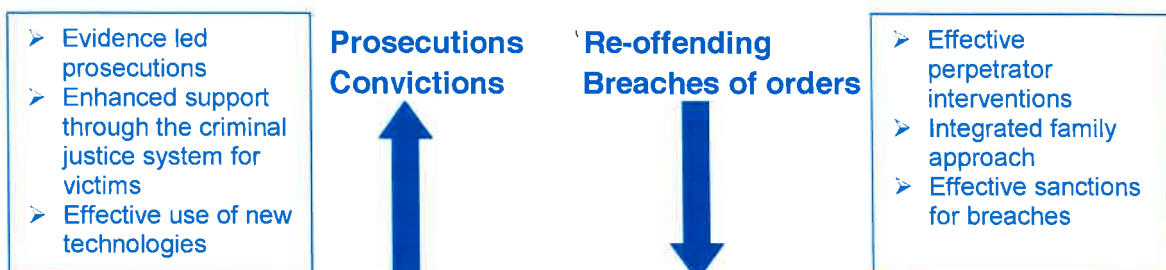 ➢ Evidence led
prosecutions
➢ Enhanced support
through the criminal
justice system for
victims
➢ Effective use of new
technologies
Prosecutions
Convictions
Re-offending
Breaches of orders
➢ Effective
perpetrator
interventions
➢ Integrated family
approach
➢ Effective sanctions
for breaches